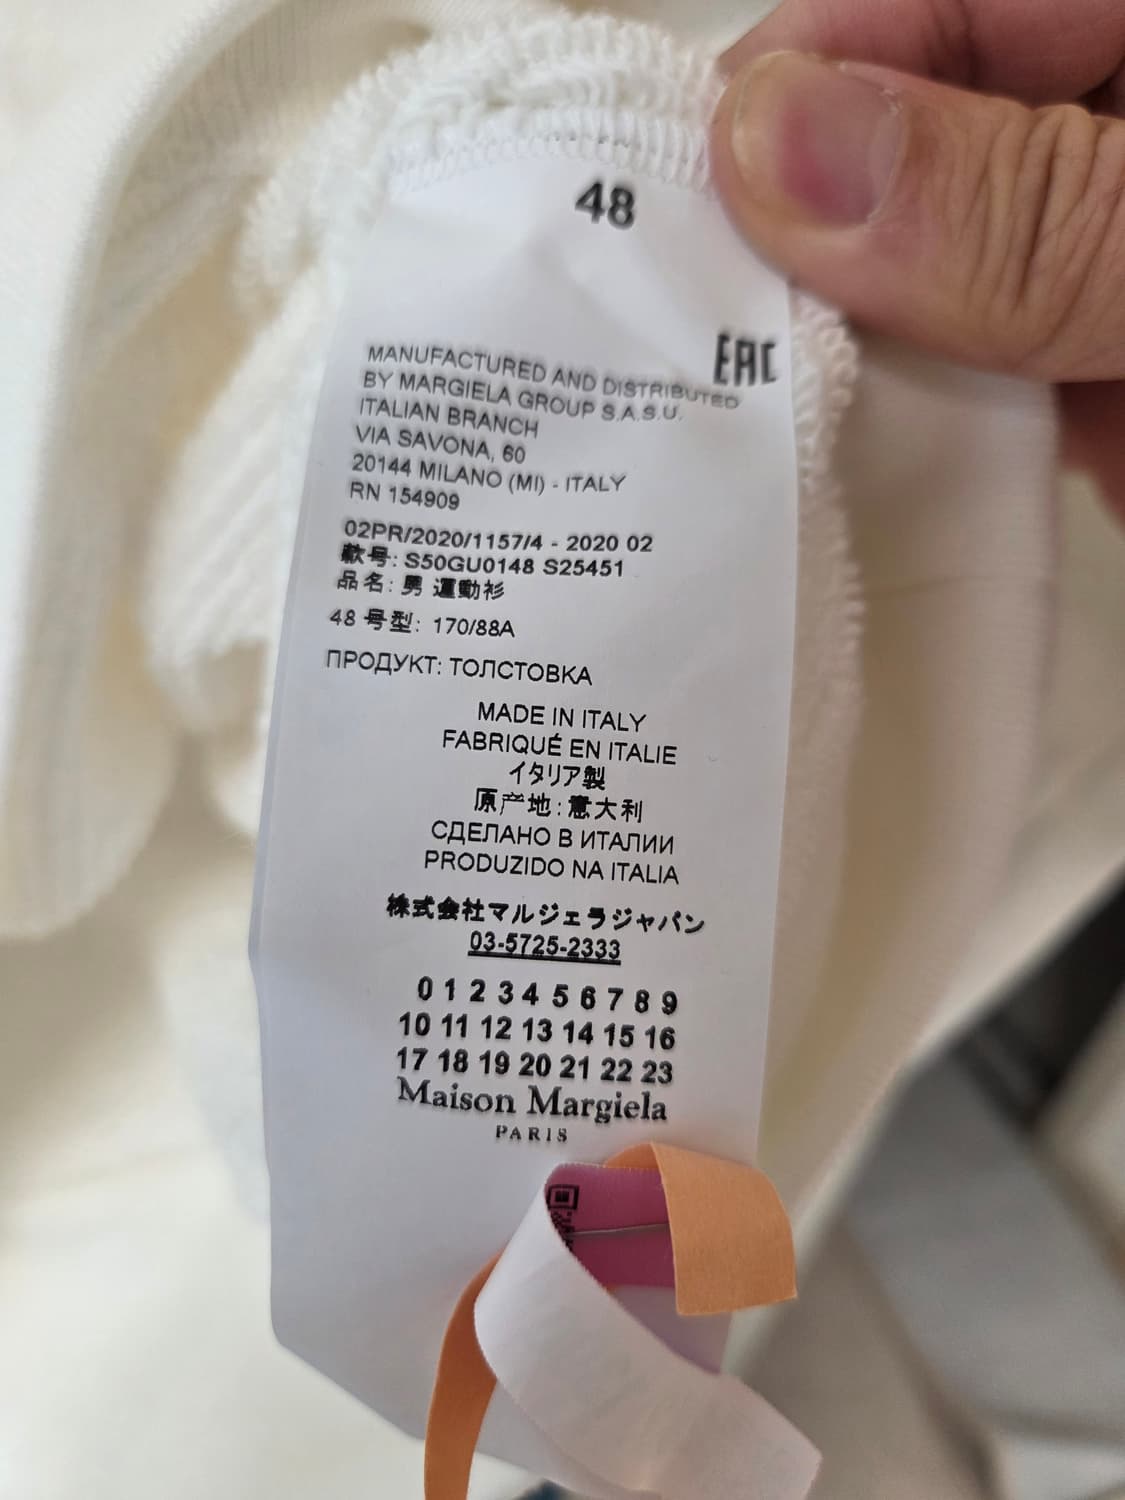 48
EAC
MANUFACTURED AND DISTRIBUTED
BY MARGIELA GROUP S.A.S.U.
ITALIAN BRANCH
VIA SAVONA, 60
20144 MILANO (MI) - ITALY
RN 154909
02PR/2020/1157/4 - 2020 02
款号: S50GU0148 S25451
品名: 男 運動衫
48 号型: 170/88A
ПРОДУКТ: ТОЛСТОВКА
MADE IN ITALY
FABRIQUÉ EN ITALIE
イタリア製
原产地: 意大利
СДЕЛАНО В ИТАЛИИ
PRODUZIDO NA ITALIA
株式会社マルジェラジャパン
03-5725-2333
0 1 2 3 4 5 6 7 8 9
10 11 12 13 14 15 16
17 18 19 20 21 22 23
Maison Margiela
PARIS